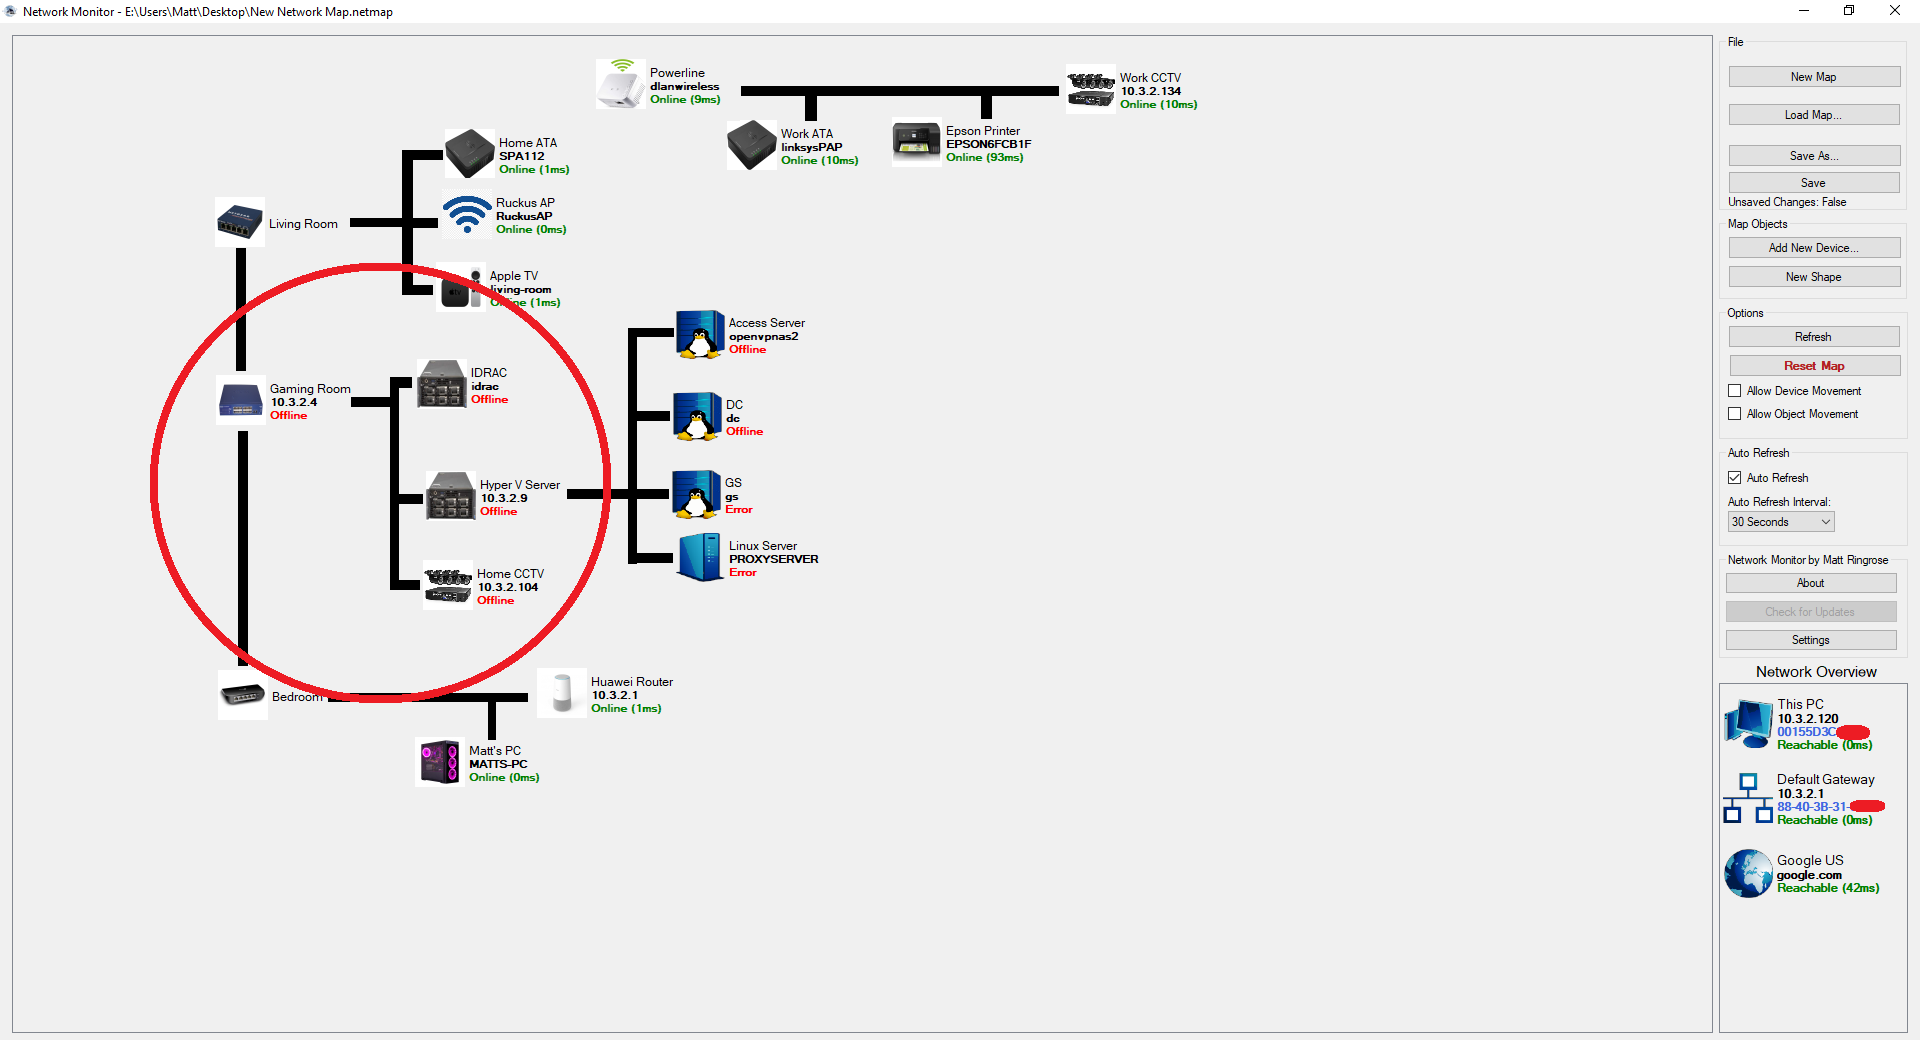 Network Monitor - E:\Users\Matt\Desktop\New Network Map.netmap
Powerline
dlanwireless
Online (9ms)
Work CCTV
10.3.2.134
Online (10ms)
Work ATA
linksysPAP
Online (10ms)
Epson Printer
EPSON6FCB1F
Online (93ms)
Home ATA
SPA112
Online (1ms)
Living Room
Ruckus AP
RuckusAP
Online (0ms)
Apple TV
living-room
Online (1ms)
Gaming Room
10.3.2.4
Offline
IDRAC
idrac
Offline
Hyper V Server
10.3.2.9
Offline
Home CCTV
10.3.2.104
Offline
Access Server
openvpnas2
Offline
DC
dc
Offline
GS
gs
Error
Linux Server
PROXYSERVER
Error
Bedroom
Huawei Router
10.3.2.1
Online (1ms)
Matt's PC
MATTS-PC
Online (0ms)
File
New Map
Load Map...
Save As...
Save
Unsaved Changes: False
Map Objects
Add New Device...
New Shape
Options
Refresh
Reset Map
Allow Device Movement
Allow Object Movement
Auto Refresh
Auto Refresh
Auto Refresh Interval:
30 Seconds
Network Monitor by Matt Ringrose
About
Check for Updates
Settings
Network Overview
This PC
10.3.2.120
00155D3C
Reachable (0ms)
Default Gateway
10.3.2.1
88-40-3B-31-
Reachable (0ms)
Google US
google.com
Reachable (42ms)